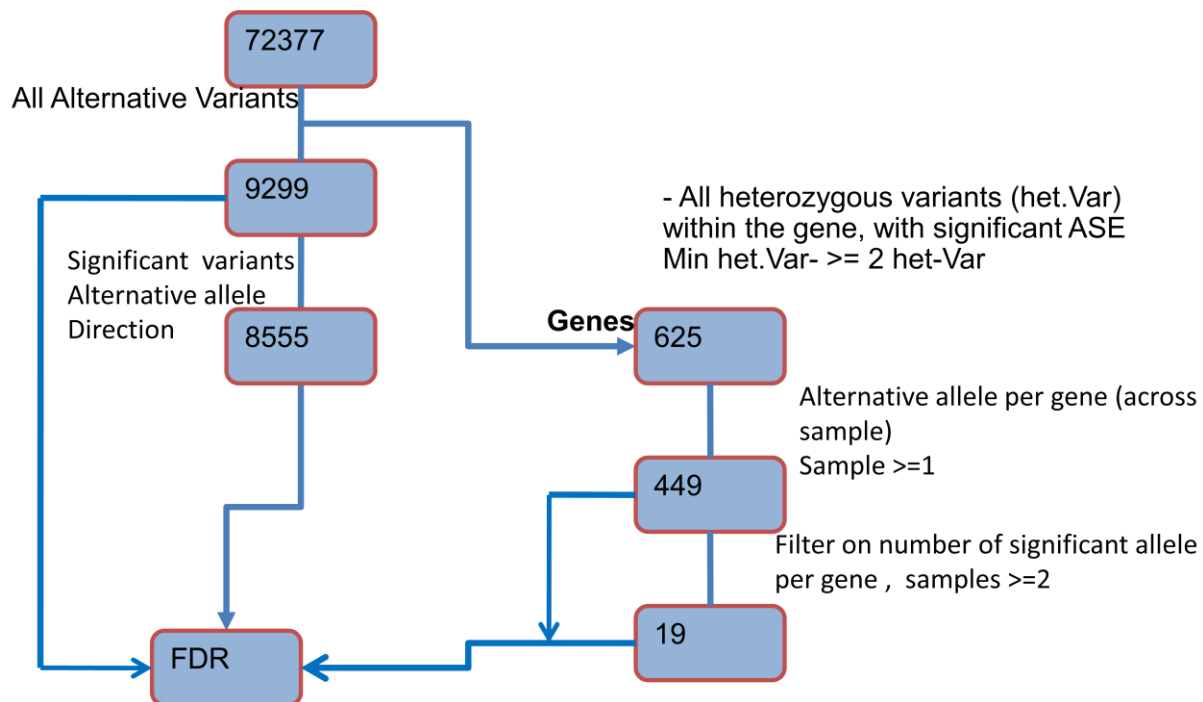 72377
All Alternative Variants
9299
Significant  variants
Alternative allele
Direction
8555
FDR
- All heterozygous variants (het.Var)
within the gene, with significant ASE
Min het.Var- >= 2 het-Var
Genes
625
Alternative allele per gene (across
sample)
Sample >=1
449
Filter on number of significant allele
per gene ,  samples >=2
19